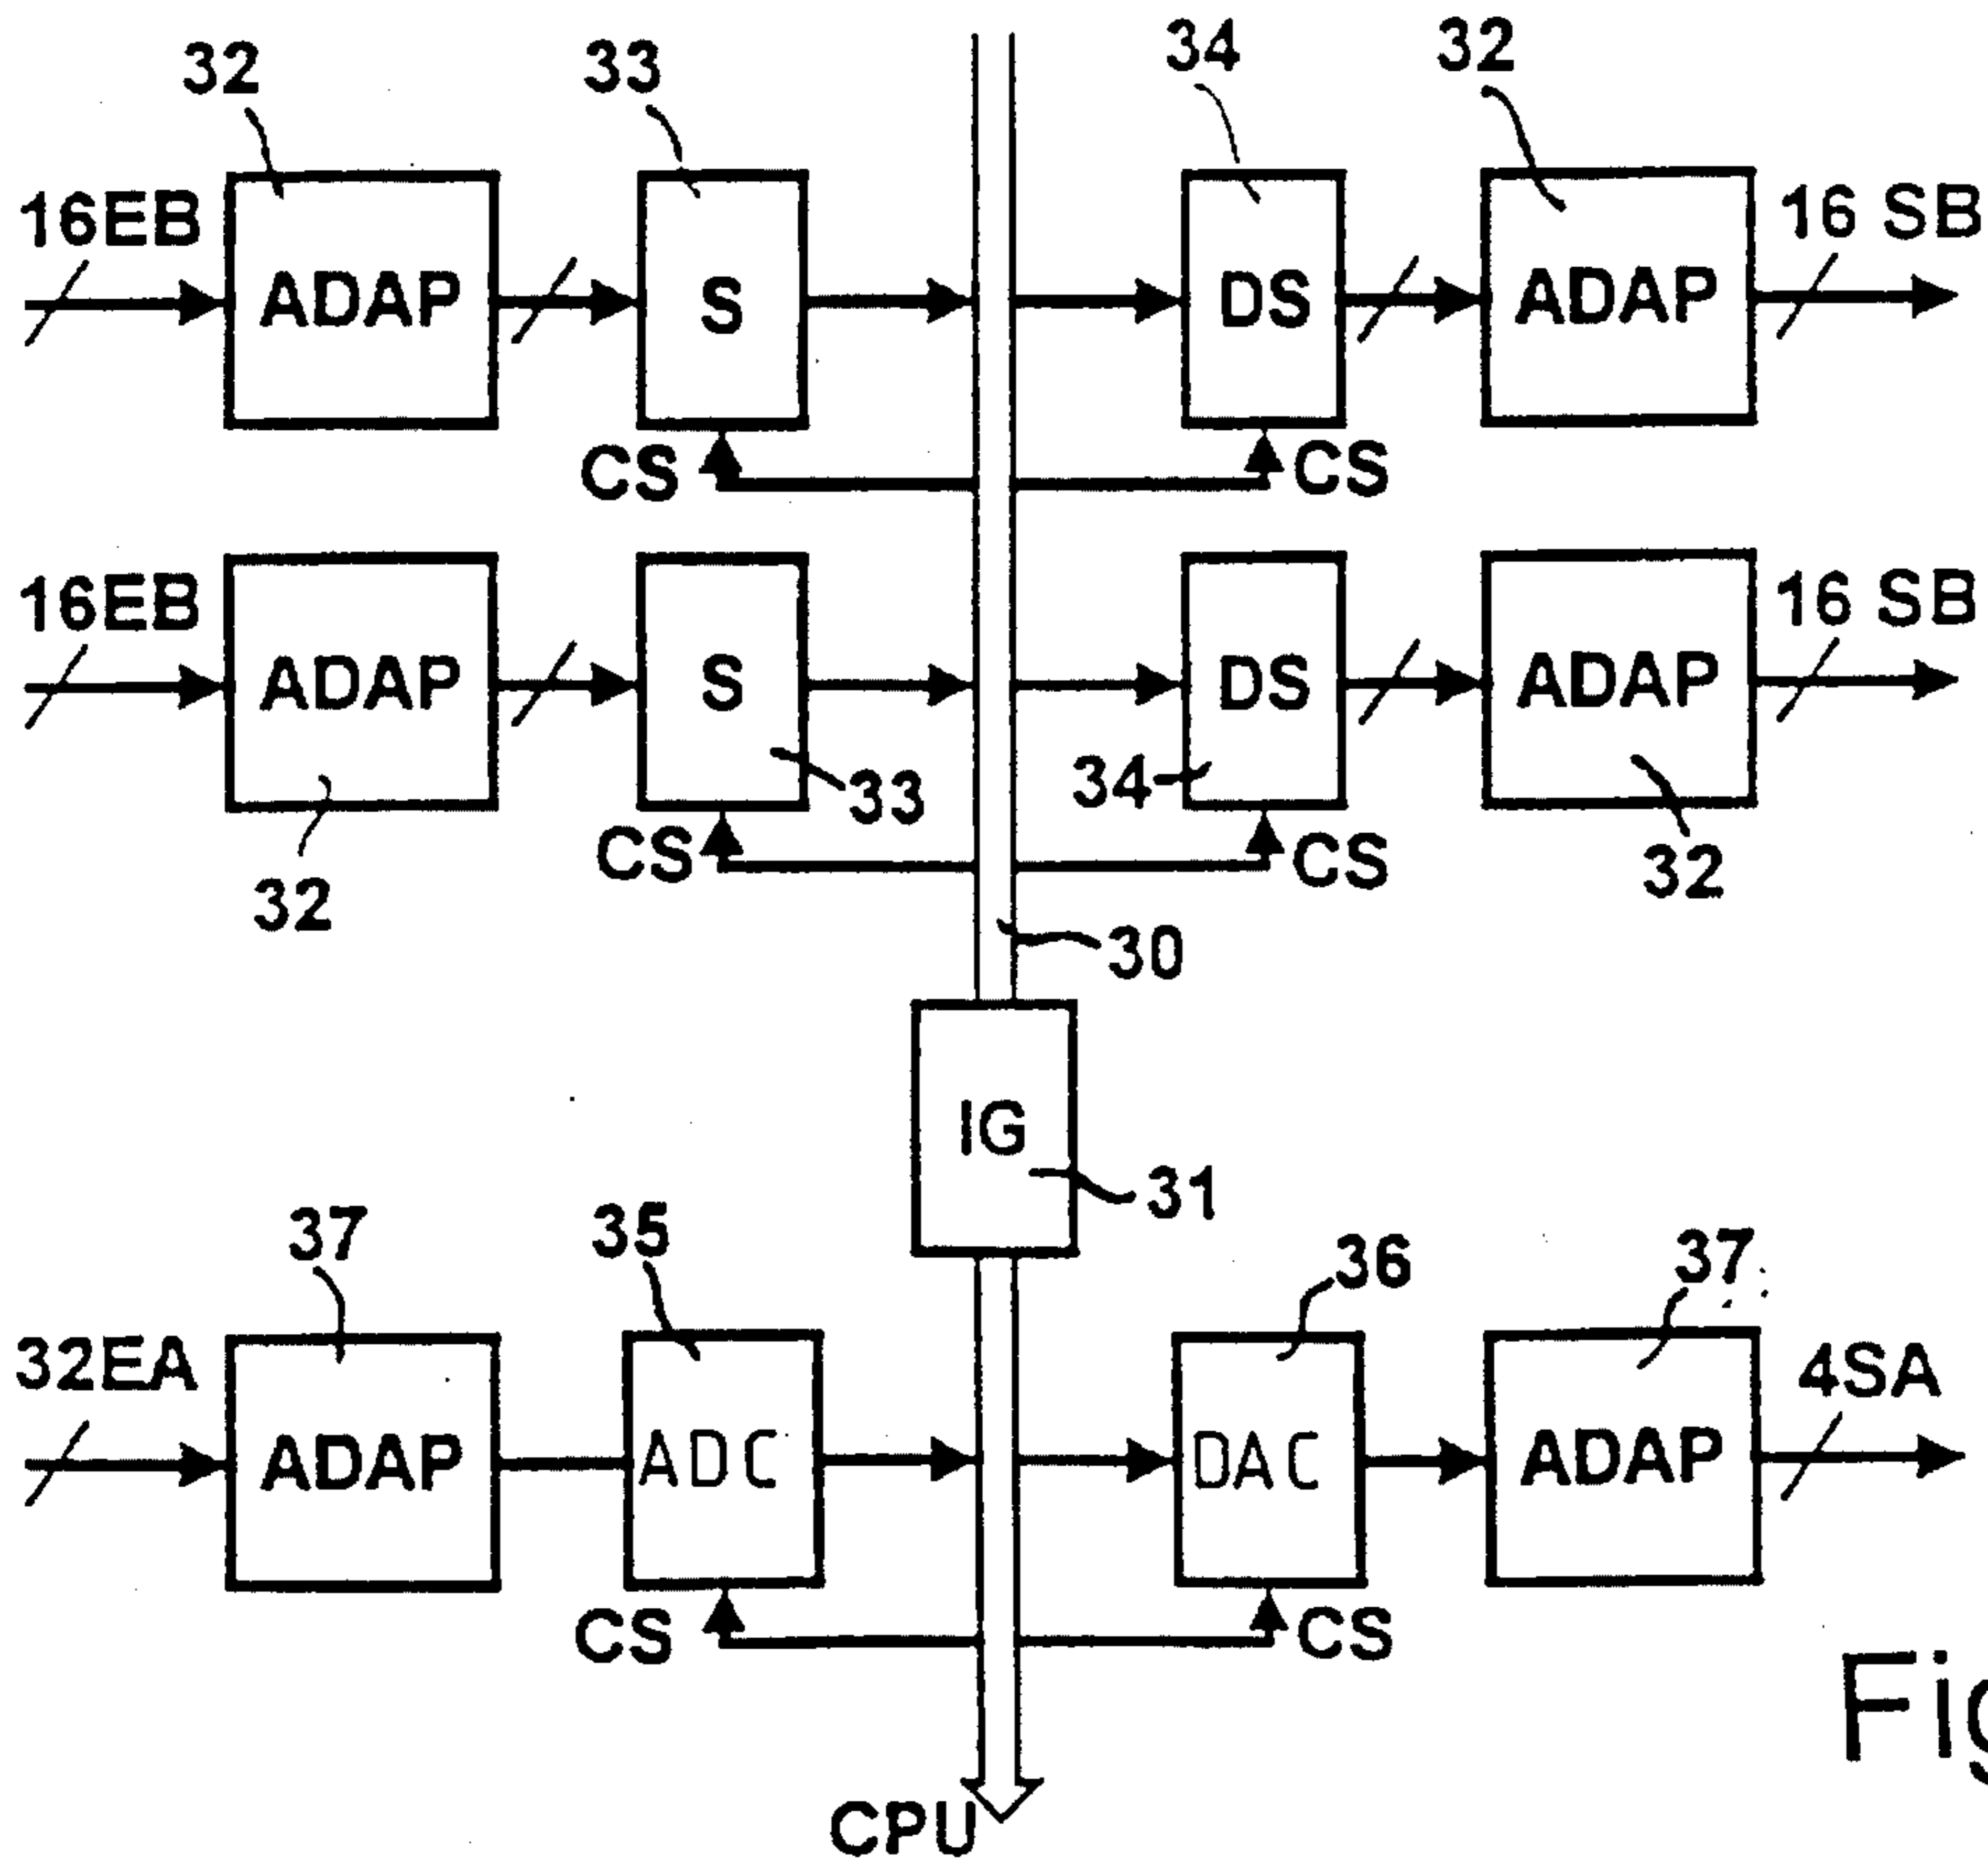 32 33 34 32
16EB ADAP S DS ADAP 16 SB
CS CS
16EB ADAP S DS ADAP 16 SB
33 34
CS CS 32
32
30
IG
31
37 35 36 37
32EA ADAP ADC DAC ADAP 4SA
CS CS
Fig
CPU